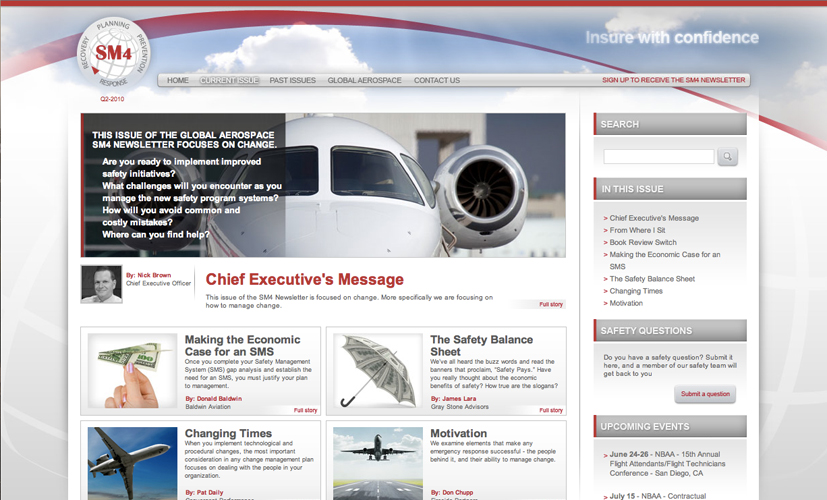 PLANNING
PREVENTION
RESPONSE
RECOVERY
SM4
Insure with confidence
HOME
CURRENT ISSUE
PAST ISSUES
GLOBAL AEROSPACE
CONTACT US
SIGN UP TO RECEIVE THE SM4 NEWSLETTER
Q2-2010
THIS ISSUE OF THE GLOBAL AEROSPACE
SM4 NEWSLETTER FOCUSES ON CHANGE.
Are you ready to implement improved
safety initiatives?
What challenges will you encounter as you
manage the new safety program systems?
How will you avoid common and
costly mistakes?
Where can you find help?
By: Nick Brown
Chief Executive Officer
Chief Executive's Message
This issue of the SM4 Newsletter is focused on change. More specifically we are focusing on
how to manage change.
Full story
Making the Economic
Case for an SMS
Once you complete your Safety Management
System (SMS) gap analysis and establish the
need for an SMS, you must justify your plan
to management.
By: Donald Baldwin
Baldwin Aviation
Full story
The Safety Balance
Sheet
We've all heard the buzz words and read the
banners that proclaim, "Safety Pays." Have
you really thought about the economic
benefits of safety? How true are the slogans?
By: James Lara
Gray Stone Advisors
Full story
Changing Times
When you implement technological and
procedural changes, the most important
consideration in any change management plan
focuses on dealing with the people in your
organization.
By: Pat Daily
Motivation
We examine elements that make any
emergency response successful - the people
behind it, and their ability to manage change.
By: Don Chupp
SEARCH
IN THIS ISSUE
> Chief Executive's Message
> From Where I Sit
> Book Review Switch
> Making the Economic Case for an
SMS
> The Safety Balance Sheet
> Changing Times
> Motivation
SAFETY QUESTIONS
Do you have a safety question? Submit it
here, and a member of our safety team will
get back to you
Submit a question
UPCOMING EVENTS
> June 24-26 - NBAA - 15th Annual
Flight Attendants/Flight Technicians
Conference - San Diego, CA
> July 15 - NBAA - Contractual